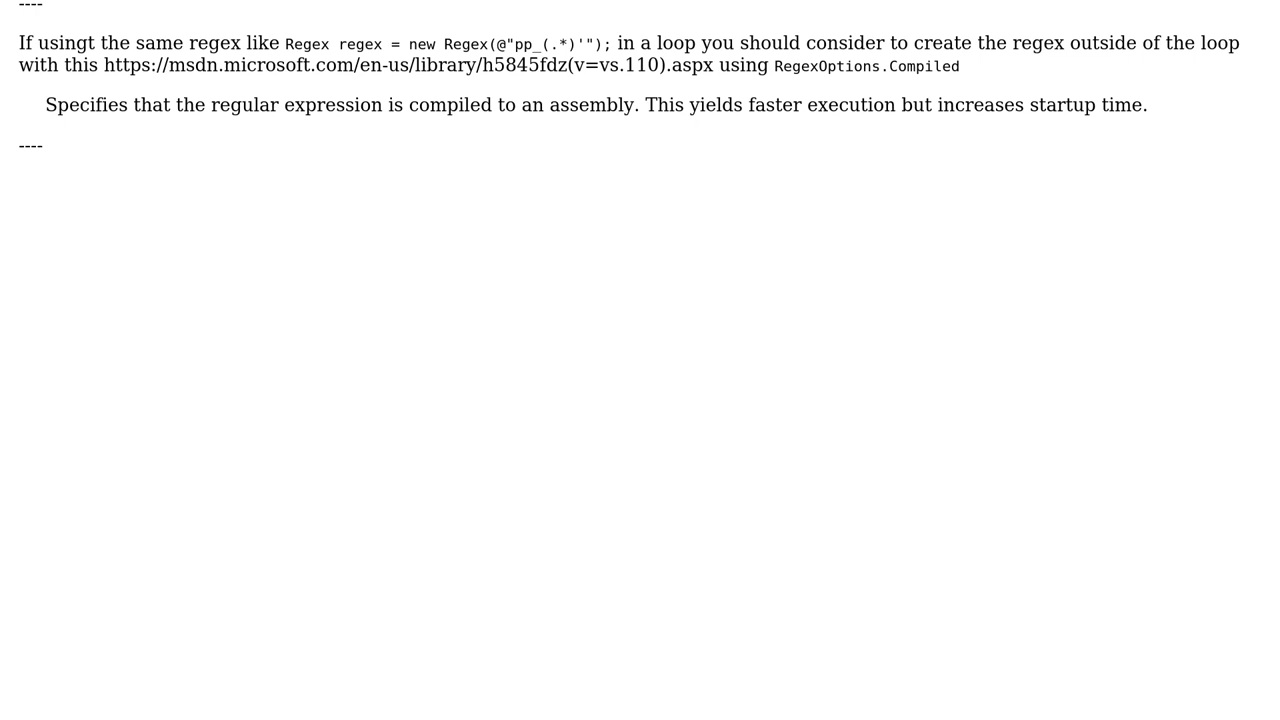 ----
If usingt the same regex like Regex regex = new Regex(@"pp_(.*)'"); in a loop you should consider to create the regex outside of the loop
with this https://msdn.microsoft.com/en-us/library/h5845fdz(v=vs.110).aspx using RegexOptions.Compiled
Specifies that the regular expression is compiled to an assembly. This yields faster execution but increases startup time.
----